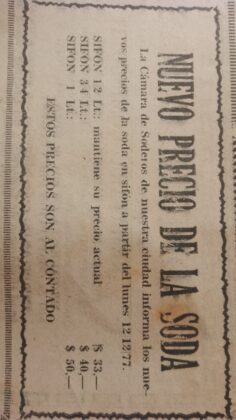 NUEVO PRECIO DE LA SODA
La Cámara de Soderos de nuestra ciudad informa los nue-
vos precios de la soda en sifón a partir del lunes 12 12 77.
SIFON 1/2 Lt.: mantiene su precio actual $ 33.—
SIFON 3/4 Lt.: $ 40.—
SIFON 1 Lt.: $ 50.—
ESTOS PRECIOS SON AL CONTADO